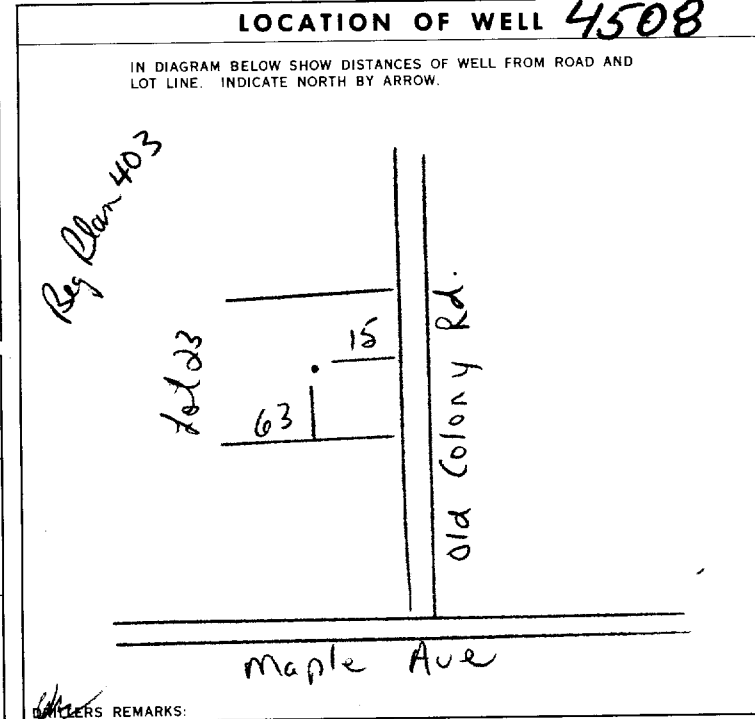 LOCATION OF WELL 4508
IN DIAGRAM BELOW SHOW DISTANCES OF WELL FROM ROAD AND
LOT LINE. INDICATE NORTH BY ARROW.
Reg Plan 403
Lot 23
15
63
Old Colony Rd.
Maple Ave
DRILLERS REMARKS: